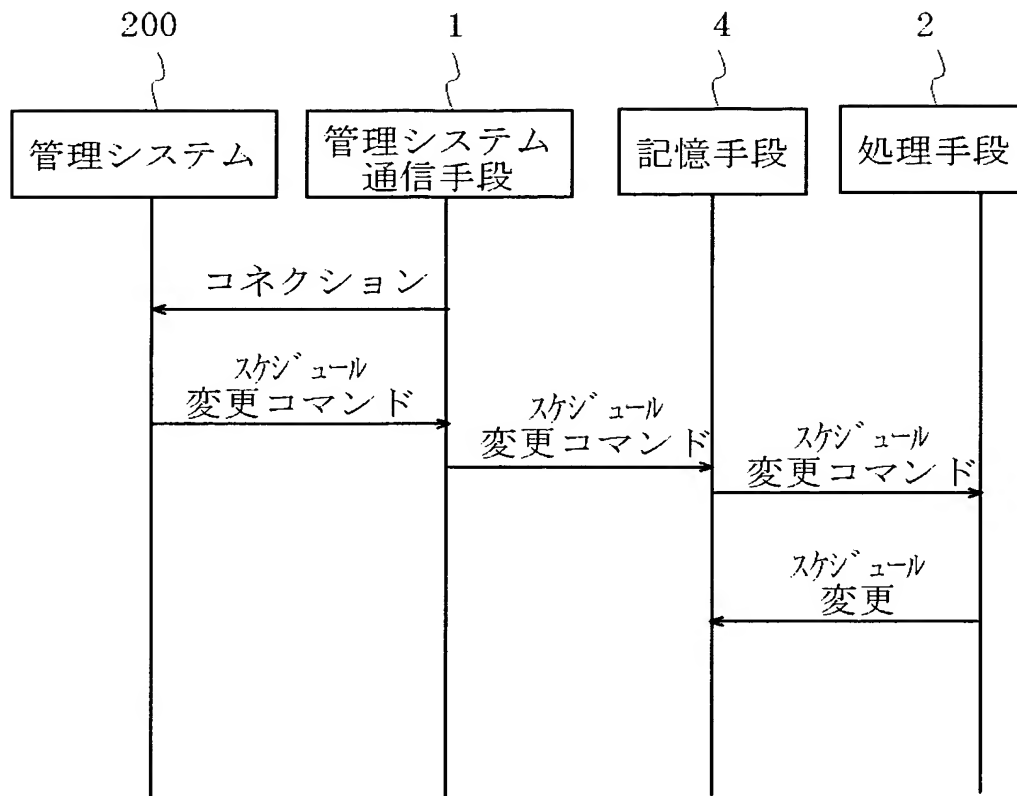 200
1
4
2
管理システム
管理システム
通信手段
記憶手段
処理手段
コネクション
ｽｹｼﾞｭｰﾙ
変更コマンド
ｽｹｼﾞｭｰﾙ
変更コマンド
ｽｹｼﾞｭｰﾙ
変更コマンド
ｽｹｼﾞｭｰﾙ
変更